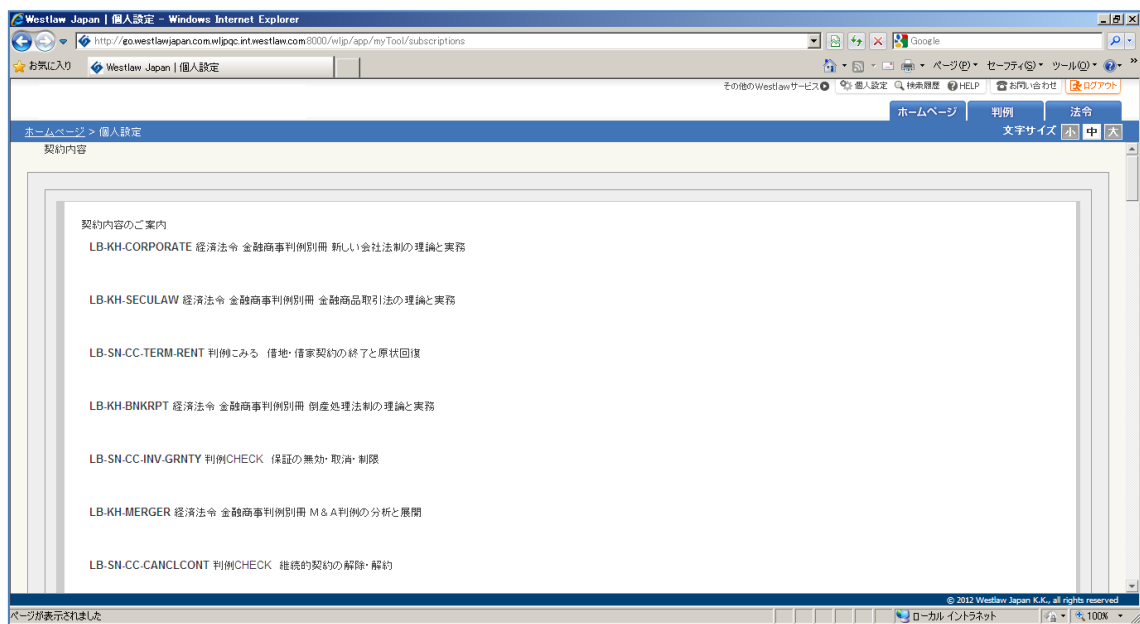 Westlaw Japan | 個人設定 - Windows Internet Explorer
http://go.westlawjapan.com.wljpqc.int.westlaw.com:8000/wljp/app/myTool/subscriptions
Google
お気に入り
Westlaw Japan | 個人設定
ページ(P) セーフティ(S) ツール(O)
その他のWestlawサービス 個人設定 検索履歴 HELP お問い合わせ ログアウト
ホームページ 判例 法令
ホームページ > 個人設定
文字サイズ 小 中 大
契約内容
契約内容のご案内
LB-KH-CORPORATE 経済法令 金融商事判例別冊 新しい会社法制の理論と実務
LB-KH-SECULAW 経済法令 金融商事判例別冊 金融商品取引法の理論と実務
LB-SN-CC-TERM-RENT 判例にみる 借地・借家契約の終了と原状回復
LB-KH-BNKRPT 経済法令 金融商事判例別冊 倒産処理法制の理論と実務
LB-SN-CC-INV-GRNTY 判例CHECK 保証の無効・取消・制限
LB-KH-MERGER 経済法令 金融商事判例別冊 M&A判例の分析と展開
LB-SN-CC-CANCLCONT 判例CHECK 継続的契約の解除・解約
© 2012 Westlaw Japan K.K., all rights reserved
ページが表示されました
ローカル イントラネット
100%